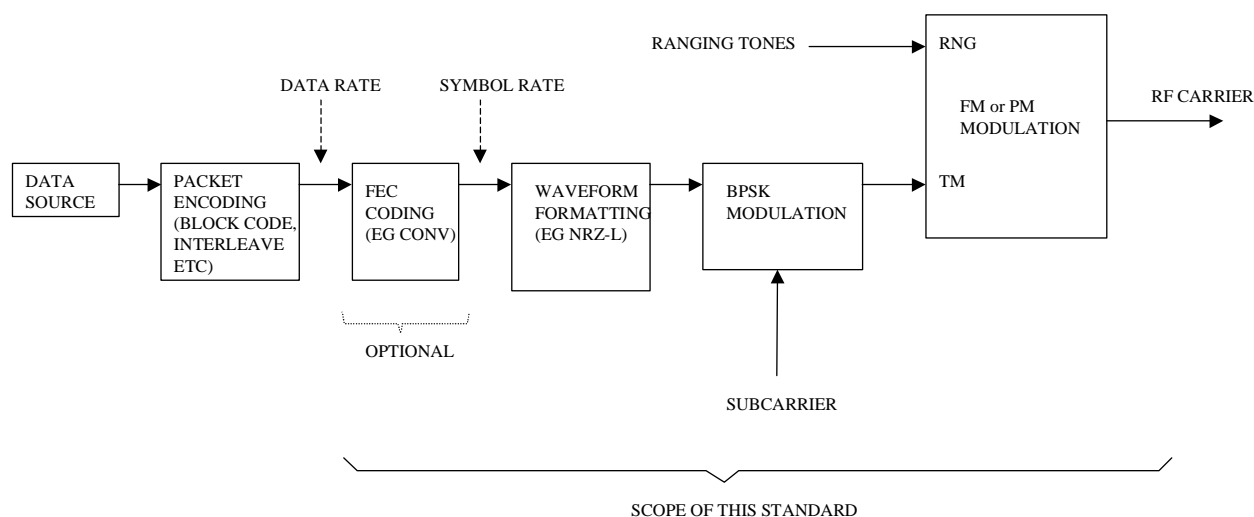 RANGING TONES
RNG
FM or PM
MODULATION
TM
RF CARRIER
DATA RATE
SYMBOL RATE
DATA
SOURCE
PACKET
ENCODING
(BLOCK CODE,
INTERLEAVE
ETC)
FEC
CODING
(EG CONV)
WAVEFORM
FORMATTING
(EG NRZ-L)
BPSK
MODULATION
OPTIONAL
SUBCARRIER
SCOPE OF THIS STANDARD